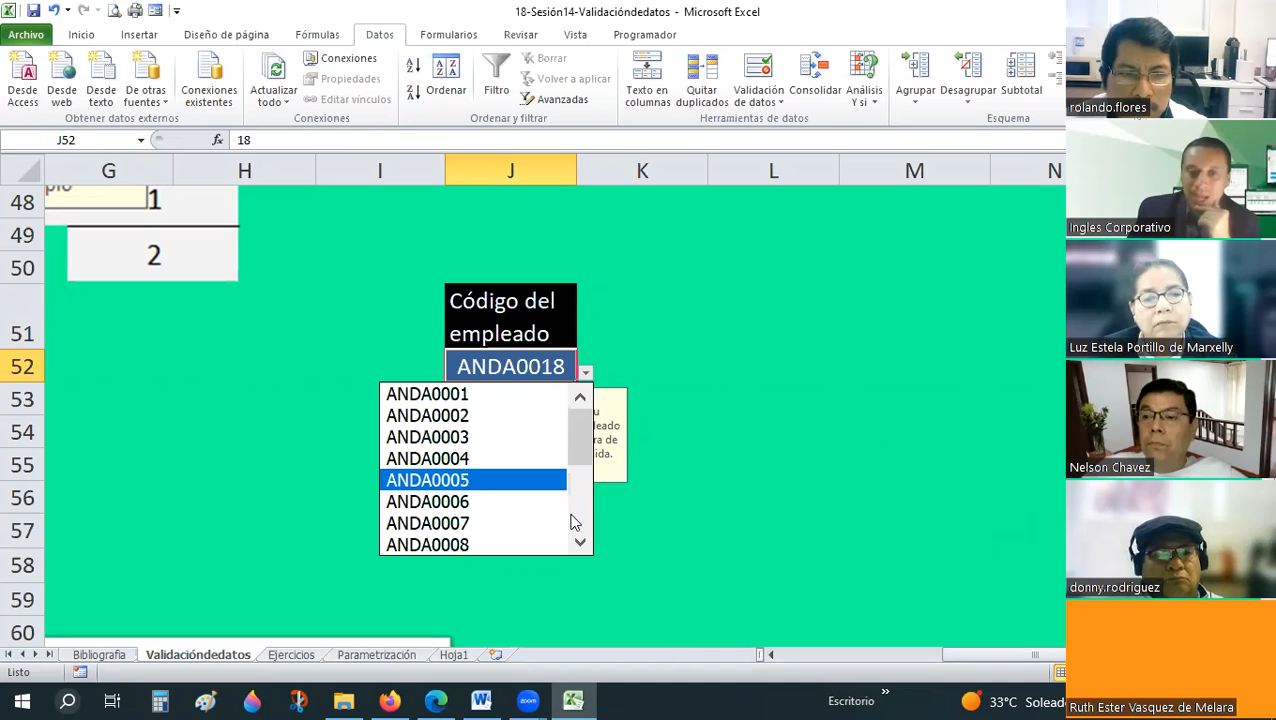 18-Sesión14-Validacióndedatos - Microsoft Excel
Archivo
Inicio
Insertar
Diseño de página
Fórmulas
Datos
Formularios
Revisar
Vista
Programador
Desde Access
Desde web
Desde texto
De otras fuentes
Conexiones existentes
Obtener datos externos
Actualizar todo
Conexiones
Propiedades
Editar vínculos
Conexiones
Ordenar
Filtro
Borrar
Volver a aplicar
Avanzadas
Ordenar y filtrar
Texto en columnas
Quitar duplicados
Validación de datos
Consolidar
Análisis Y si
Herramientas de datos
Agrupar
Desagrupar
Subtotal
Esquema
J52
fx
18
G
H
I
J
K
L
M
N
48
49
50
51
52
53
54
55
56
57
58
59
60
1
2
Código del
empleado
ANDA0018
ANDA0001
ANDA0002
ANDA0003
ANDA0004
ANDA0005
ANDA0006
ANDA0007
ANDA0008
Bibliografia
Validacióndedatos
Ejercicios
Parametrización
Hoja1
Listo
Escritorio
33°C Soleado
rolando.flores
Ingles Corporativo
Luz Estela Portillo de Marxelly
Nelson Chavez
donny.rodriguez
Ruth Ester Vasquez de Melara